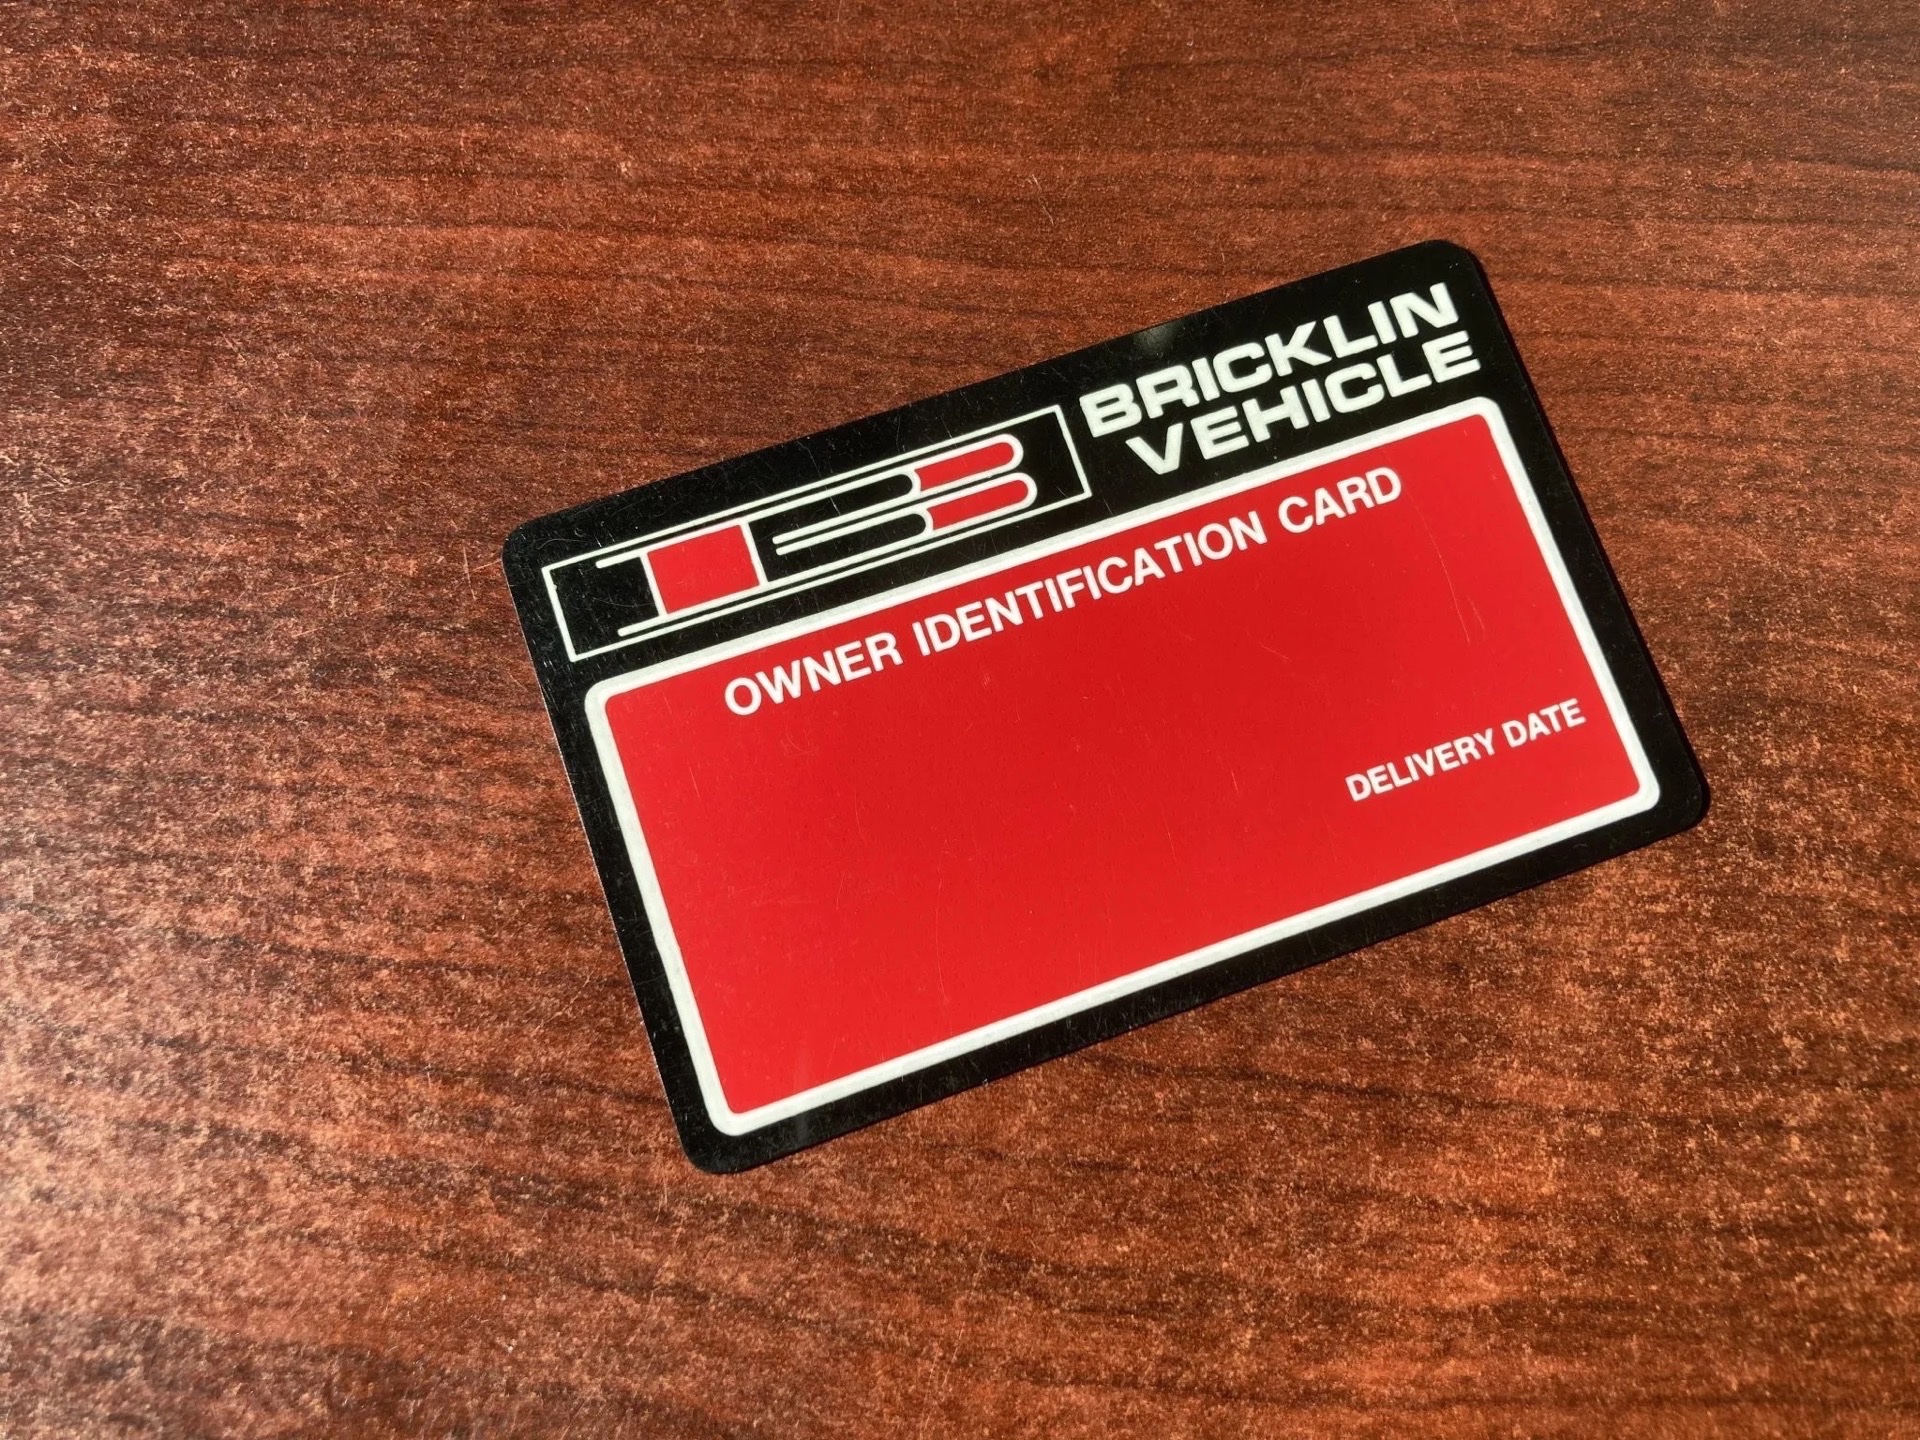 BRICKLIN
VEHICLE
OWNER IDENTIFICATION CARD
DELIVERY DATE